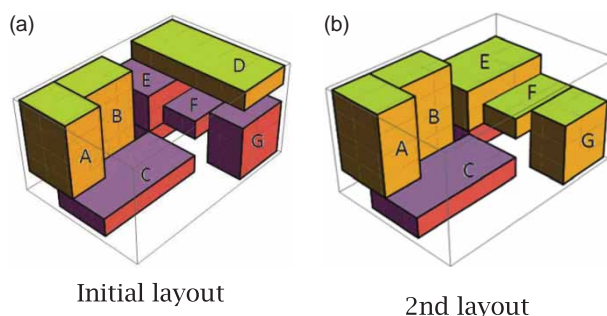 (a) (b)
E D
B F
A G
C
E
B F
A G
C
Initial layout
2nd layout